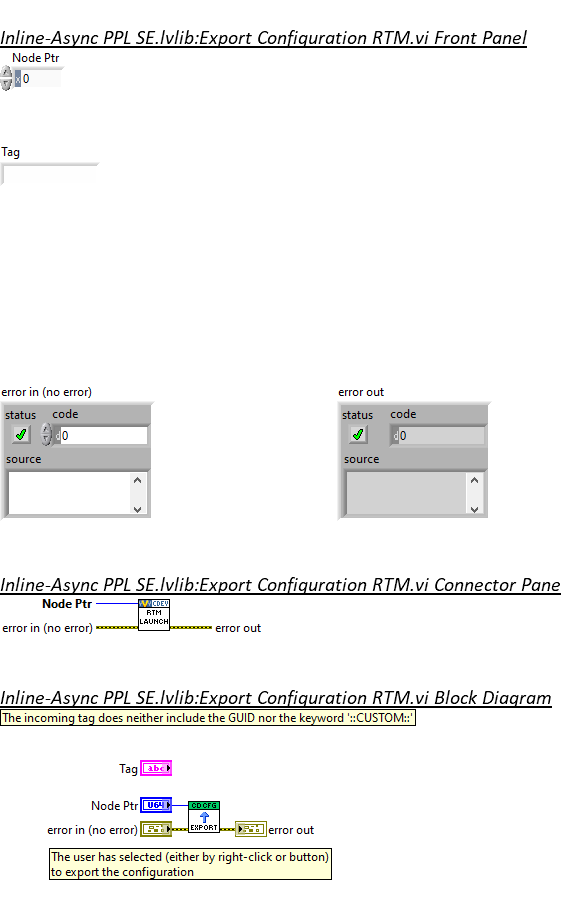 Inline-Async PPL SE.lvlib:Export Configuration RTM.vi Front Panel
Node Ptr
x 0
Tag
error in (no error)
status code
d 0
source
error out
status code
d 0
source
Inline-Async PPL SE.lvlib:Export Configuration RTM.vi Connector Pane
Node Ptr
CDEV
RTM
LAUNCH
error in (no error)
error out
Inline-Async PPL SE.lvlib:Export Configuration RTM.vi Block Diagram
The incoming tag does neither include the GUID nor the keyword '::CUSTOM::'
Tag abc
Node Ptr U64
CD CFG
EXPORT
error in (no error)
error out
The user has selected (either by right-click or button)
to export the configuration